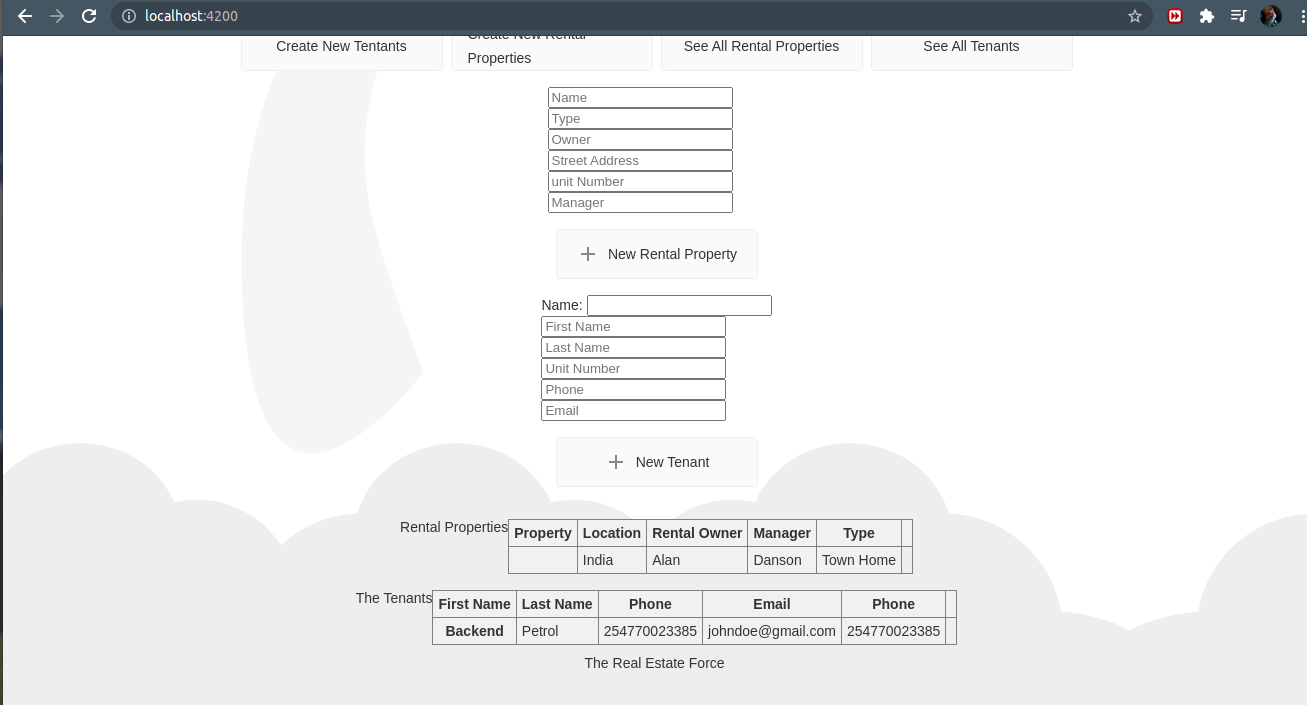 localhost:4200
Create New Tentants
Create New Rental
Properties
See All Rental Properties
See All Tenants
Name
Type
Owner
Street Address
unit Number
Manager
New Rental Property
Name:
First Name
Last Name
Unit Number
Phone
Email
New Tenant
Rental Properties
Property Location Rental Owner Manager Type
India Alan Danson Town Home
The Tenants
First Name Last Name Phone Email Phone
Backend Petrol 254770023385 johndoe@gmail.com 254770023385
The Real Estate Force